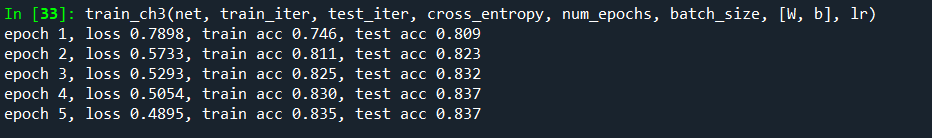 In [33]: train_ch3(net, train_iter, test_iter, cross_entropy, num_epochs, batch_size, [W, b], lr)
epoch 1, loss 0.7898, train acc 0.746, test acc 0.809
epoch 2, loss 0.5733, train acc 0.811, test acc 0.823
epoch 3, loss 0.5293, train acc 0.825, test acc 0.832
epoch 4, loss 0.5054, train acc 0.830, test acc 0.837
epoch 5, loss 0.4895, train acc 0.835, test acc 0.837